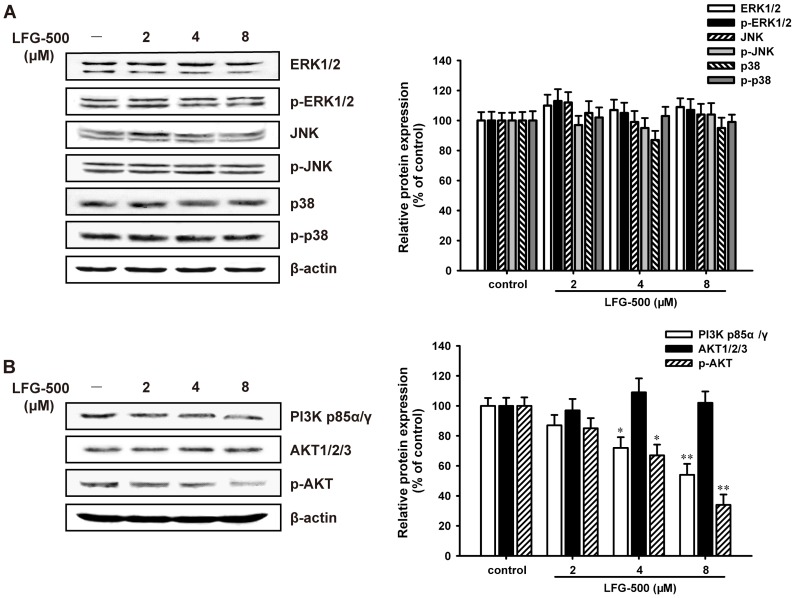 A
LFG-500 (μM)
— 2 4 8
ERK1/2
p-ERK1/2
JNK
p-JNK
p38
p-p38
β-actin
ERK1/2
p-ERK1/2
JNK
p-JNK
p38
p-p38
Relative protein expression
(% of control)
140
120
100
80
60
40
20
0
control 2 4 8
LFG-500 (μM)
B
LFG-500 (μM)
— 2 4 8
PI3K p85α/γ
AKT1/2/3
p-AKT
β-actin
PI3K p85α /γ
AKT1/2/3
p-AKT
Relative protein expression
(% of control)
140
120
100
80
60
40
20
0
* * ** **
control 2 4 8
LFG-500 (μM)